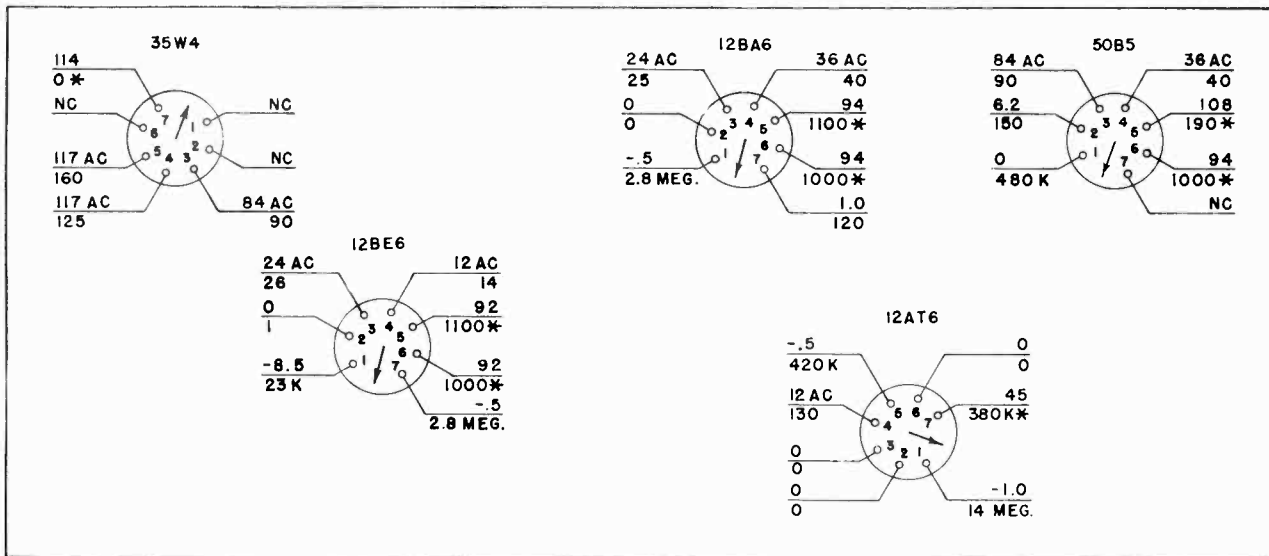 35W4
114
0*
NC
NC
117 AC
160
117 AC
125
NC
NC
84 AC
90
7
6
5
4
3
2
1
12BA6
24 AC
25
0
0
-.5
2.8 MEG.
36 AC
40
94
1100*
94
1000*
1.0
120
3
4
2
5
1
6
7
50B5
84 AC
90
6.2
150
0
480 K
36 AC
40
108
190*
94
1000*
NC
3
4
2
5
1
6
7
12BE6
24 AC
26
0
1
-8.5
23 K
12 AC
14
92
1100*
92
1000*
-.5
2.8 MEG.
3
4
2
5
1
6
7
12AT6
-.5
420 K
12 AC
130
0
0
0
0
0
0
45
380K*
-1.0
14 MEG.
5
6
4
7
3
2
1